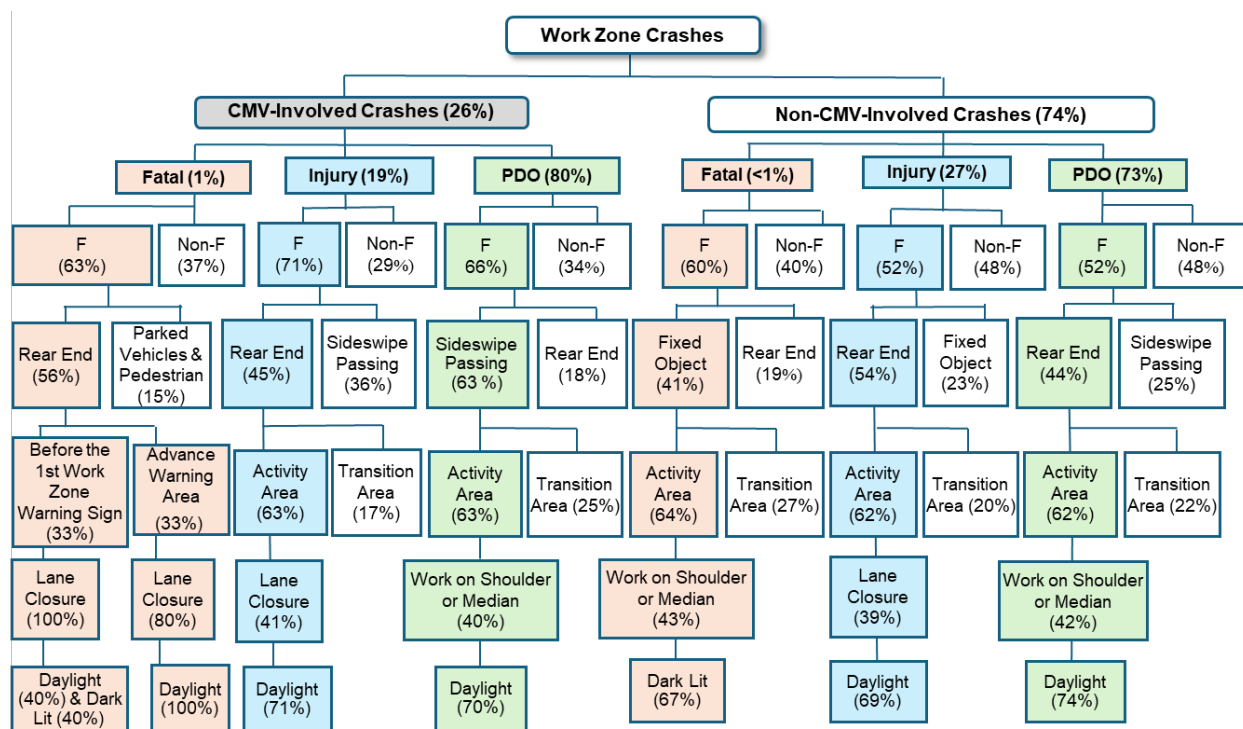 Work Zone Crashes
CMV-Involved Crashes (26%)
Non-CMV-Involved Crashes (74%)
Fatal (1%)
Injury (19%)
PDO (80%)
Fatal (<1%)
Injury (27%)
PDO (73%)
F
(63%)
Non-F
(37%)
F
(71%)
Non-F
(29%)
F
66%)
Non-F
(34%)
F
(60%)
Non-F
(40%)
F
(52%)
Non-F
(48%)
F
(52%)
Non-F
(48%)
Rear End
(56%)
Parked
Vehicles &
Pedestrian
(15%)
Rear End
(45%)
Sideswipe
Passing
(36%)
Sideswipe
Passing
(63 %)
Rear End
(18%)
Fixed
Object
(41%)
Rear End
(19%)
Rear End
(54%)
Fixed
Object
(23%)
Rear End
(44%)
Sideswipe
Passing
(25%)
Before the
1st Work
Zone
Warning Sign
(33%)
Advance
Warning
Area
(33%)
Activity
Area
(63%)
Transition
Area
(17%)
Activity
Area
(63%)
Transition
Area (25%)
Activity
Area
(64%)
Transition
Area (27%)
Activity
Area
(62%)
Transition
Area (20%)
Activity
Area
(62%)
Transition
Area (22%)
Lane
Closure
(100%)
Lane
Closure
(80%)
Lane
Closure
(41%)
Work on Shoulder
or Median
(40%)
Work on Shoulder
or Median
(43%)
Lane
Closure
(39%)
Work on Shoulder
or Median
(42%)
Daylight
(40%) & Dark
Lit (40%)
Daylight
(100%)
Daylight
(71%)
Daylight
(70%)
Dark Lit
(67%)
Daylight
(69%)
Daylight
(74%)